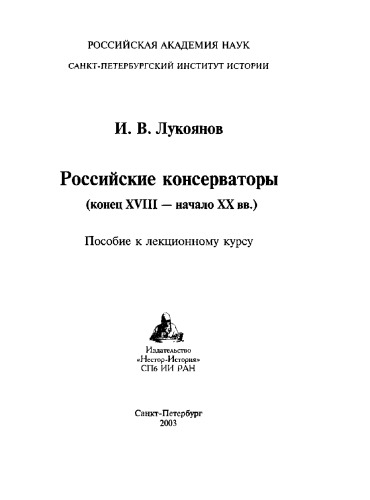 РОССИЙСКАЯ АКАДЕМИЯ НАУК
САНКТ-ПЕТЕРБУРГСКИЙ ИНСТИТУТ ИСТОРИИ
И. В. Лукоянов
Российские консерваторы
(конец XVIII — начало XX вв.)
Пособие к лекционному курсу
Издательство
«Нестор-История»
СПб ИИ РАН
Санкт-Петербург
2003